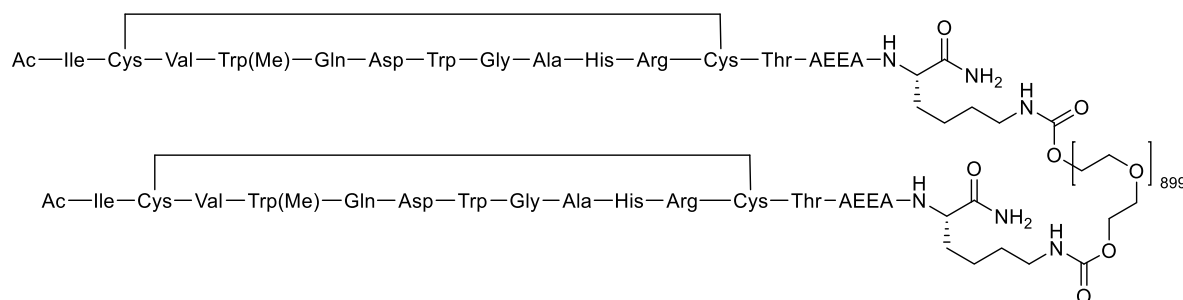 Ac—Ile—Cys—Val—Trp(Me)—Gln—Asp—Trp—Gly—Ala—His—Arg—Cys—Thr—AEEA—N
H
O
NH2
H
N
O
O
O
899
Ac—Ile—Cys—Val—Trp(Me)—Gln—Asp—Trp—Gly—Ala—His—Arg—Cys—Thr—AEEA—N
H
O
NH2
H
N
O
O